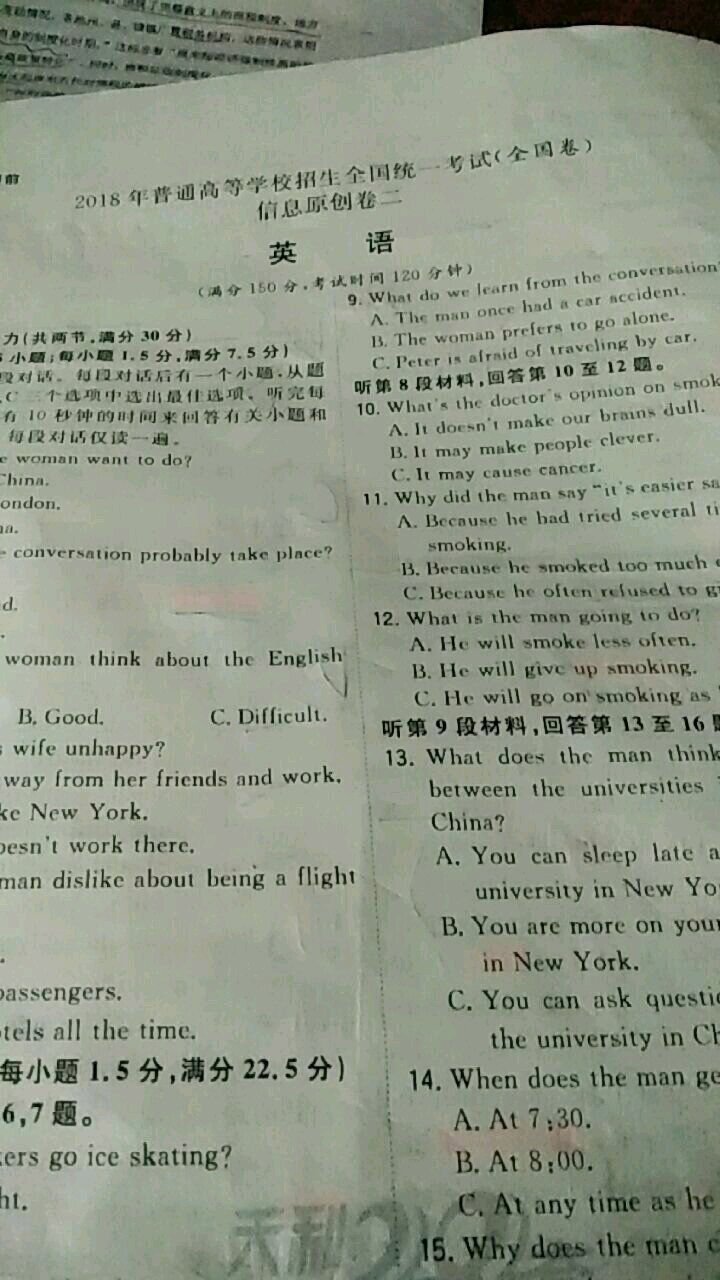 前
2018年普通高等学校招生全国统一考试(全国卷)
信息原创卷二
英 语
(满分150分,考试时间120分钟)
力(共两节,满分30分)
小题;每小题1.5分,满分7.5分)
段对话。每段对话后有一个小题,从题
C三个选项中选出最佳选项。听完每
有10秒钟的时间来回答有关小题和
每段对话仅读一遍。
woman want to do?
China.
ondon.
na.
conversation probably take place?
d.
woman think about the English
B. Good. C. Difficult.
wife unhappy?
way from her friends and work.
ke New York.
oesn't work there.
man dislike about being a flight
passengers.
otels all the time.
每小题1.5分,满分22.5分)
6,7题。
kers go ice skating?
ht.
9. What do we learn from the conversation
A. The man once had a car accident.
B. The woman prefers to go alone.
C. Peter is afraid of traveling by car.
听第8段材料,回答第10至12题。
10. What's the doctor's opinion on smok
A. It doesn't make our brains dull.
B. It may make people clever.
C. It may cause cancer.
11. Why did the man say "it's easier sa
A. Because he had tried several ti
smoking.
B. Because he smoked too much
C. Because he often refused to g
12. What is the man going to do?
A. He will smoke less often.
B. He will give up smoking.
C. He will go on smoking as
听第9段材料,回答第13至16
13. What does the man think
between the universities
China?
A. You can sleep late a
university in New Yo
B. You are more on your
in New York.
C. You can ask questi
the university in Ch
14. When does the man ge
A. At 7:30.
B. At 8:00.
C. At any time as he
15. Why does the man